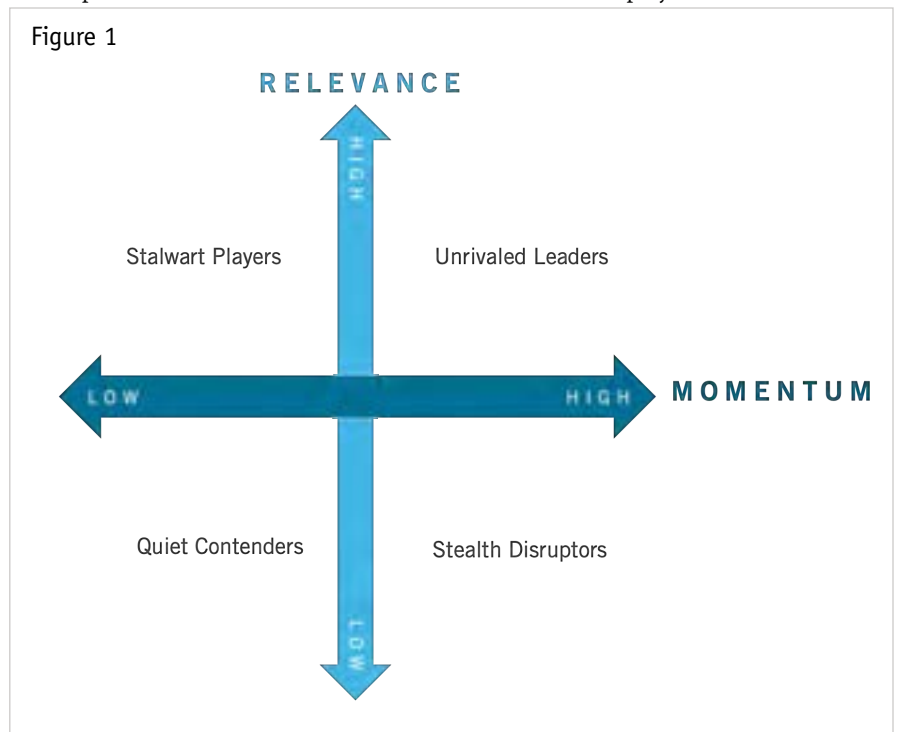 Figure 1
RELEVANCE
HIGH
Stalwart Players
Unrivaled Leaders
LOW
HIGH
MOMENTUM
Quiet Contenders
Stealth Disruptors
LOW